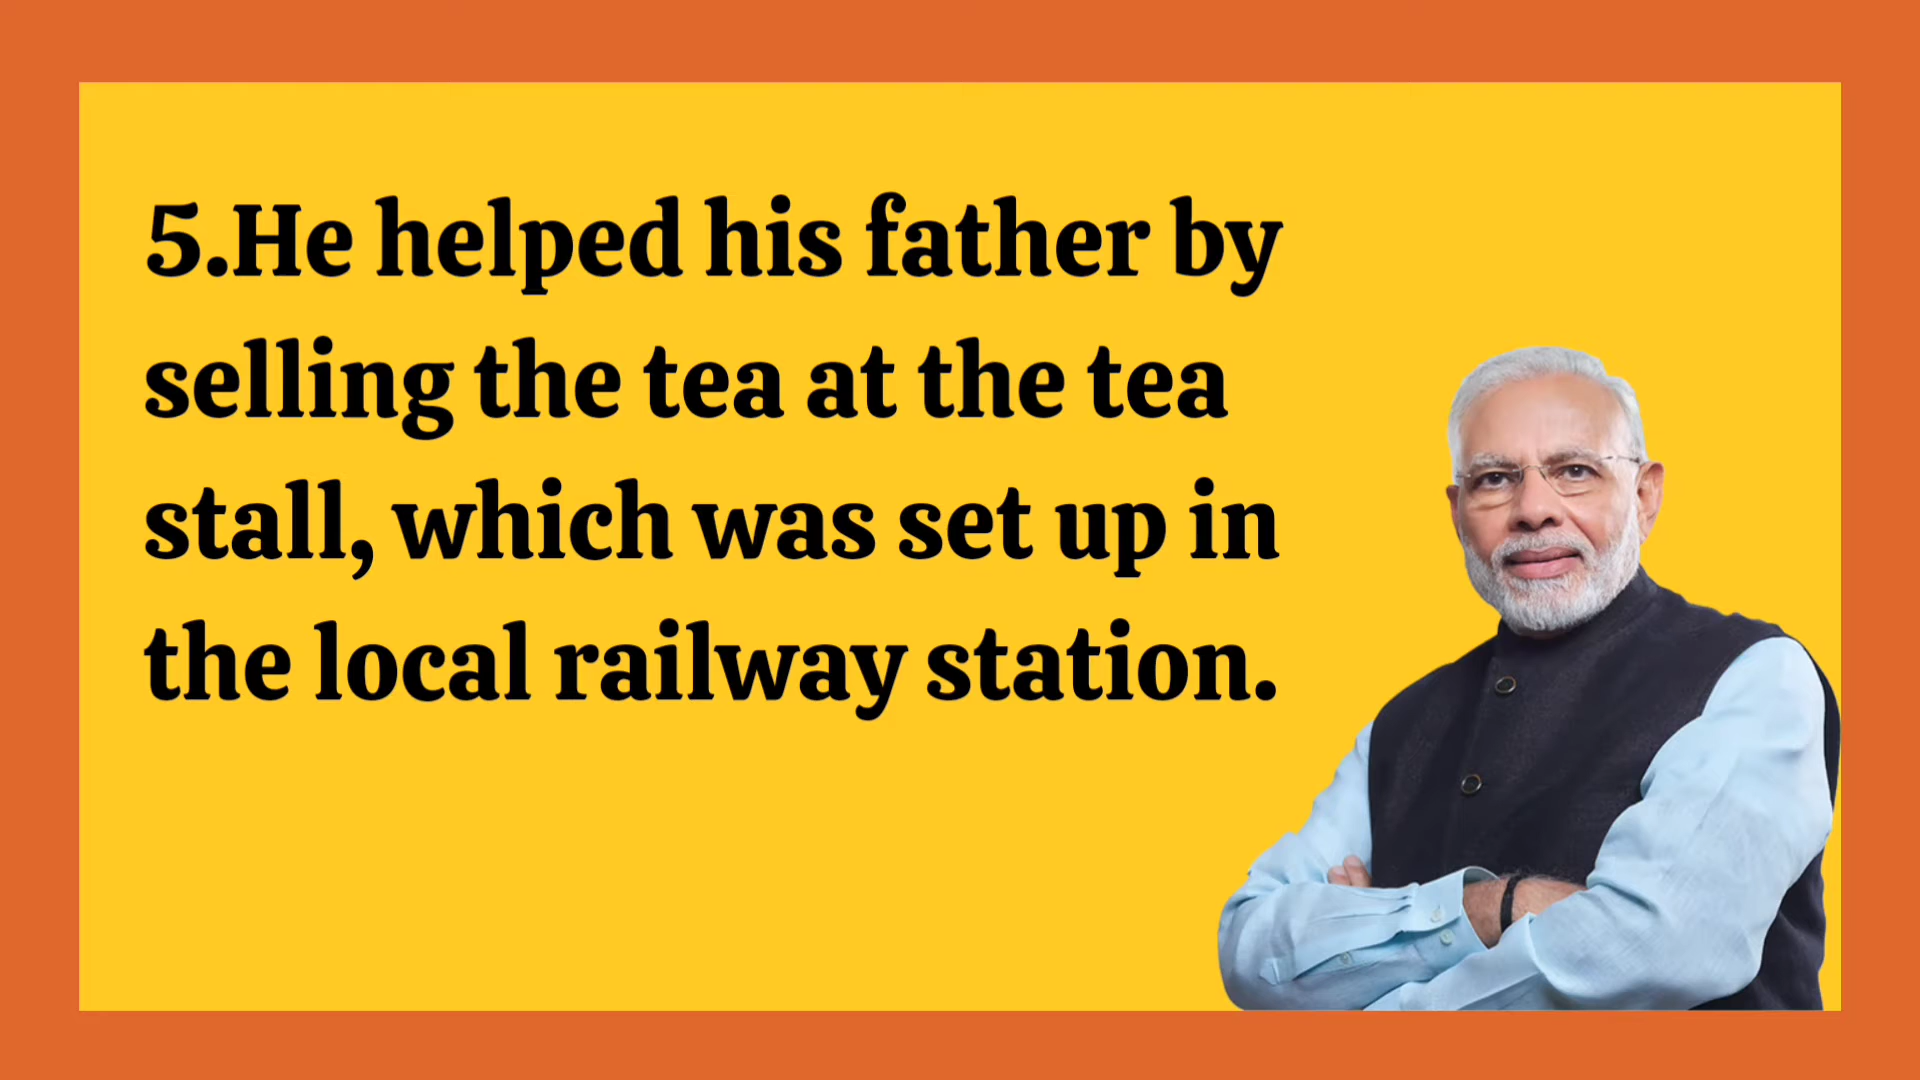 5.He helped his father by
selling the tea at the tea
stall, which was set up in
the local railway station.